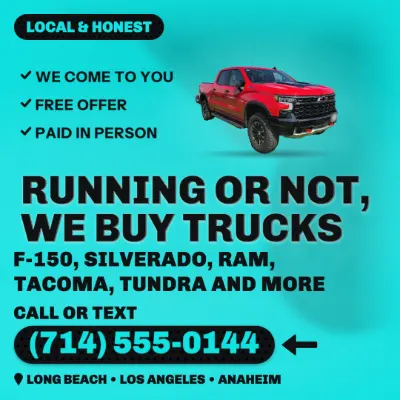 LOCAL & HONEST
WE COME TO YOU
FREE OFFER
PAID IN PERSON
RUNNING OR NOT,
WE BUY TRUCKS
F-150, SILVERADO, RAM,
TACOMA, TUNDRA AND MORE
CALL OR TEXT
(714) 555-0144
LONG BEACH • LOS ANGELES • ANAHEIM